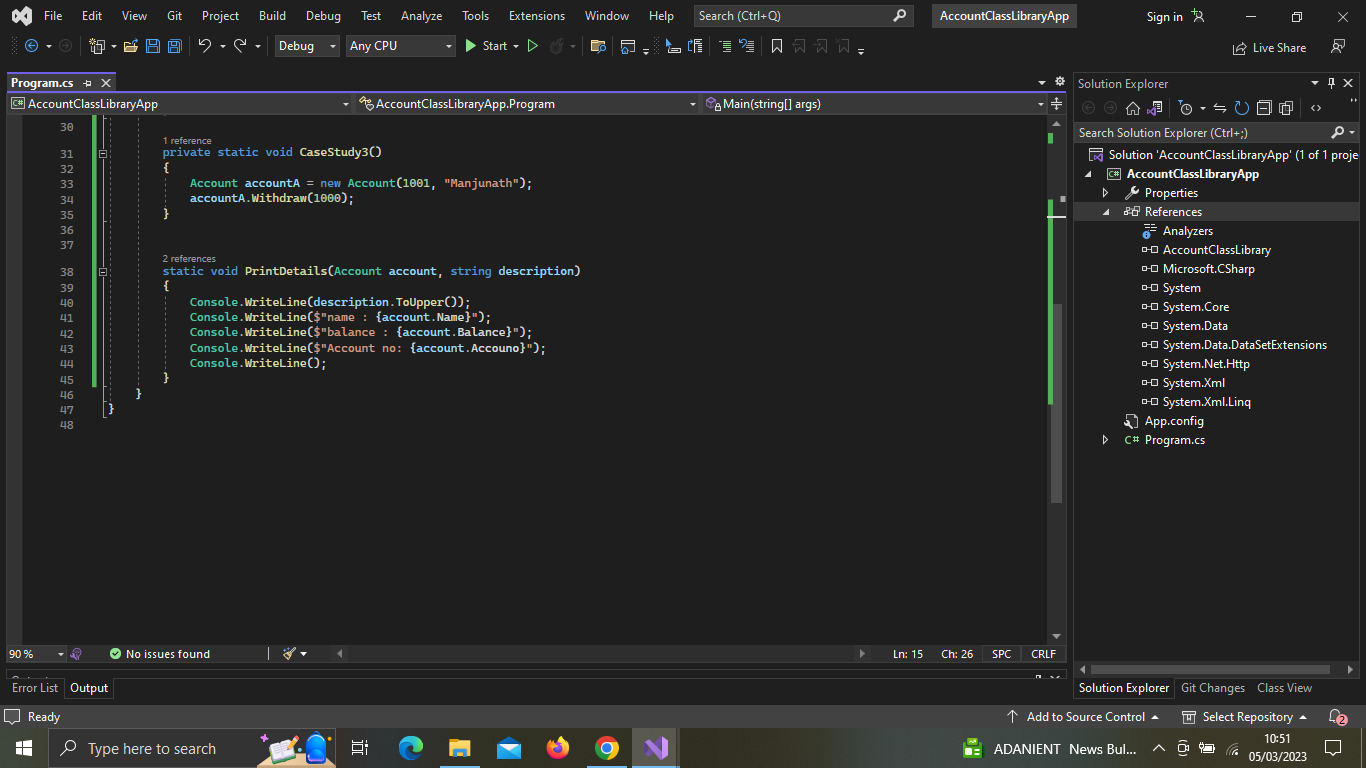 File Edit View Git Project Build Debug Test Analyze Tools Extensions Window Help Search (Ctrl+Q) AccountClassLibraryApp Sign in
Debug Any CPU Start Live Share
Program.cs
AccountClassLibraryApp AccountClassLibraryApp.Program Main(string[] args)
30
1 reference
31 private static void CaseStudy3()
32 {
33 Account accountA = new Account(1001, "Manjunath");
34 accountA.Withdraw(1000);
35 }
36
37
2 references
38 static void PrintDetails(Account account, string description)
39 {
40 Console.WriteLine(description.ToUpper());
41 Console.WriteLine($"name : {account.Name}");
42 Console.WriteLine($"balance : {account.Balance}");
43 Console.WriteLine($"Account no: {account.Accouno}");
44 Console.WriteLine();
45 }
46 }
47 }
48
90 % No issues found Ln: 15 Ch: 26 SPC CRLF
Error List Output
Solution Explorer
Search Solution Explorer (Ctrl+;)
Solution 'AccountClassLibraryApp' (1 of 1 proje
C# AccountClassLibraryApp
Properties
References
Analyzers
AccountClassLibrary
Microsoft.CSharp
System
System.Core
System.Data
System.Data.DataSetExtensions
System.Net.Http
System.Xml
System.Xml.Linq
App.config
C# Program.cs
Solution Explorer Git Changes Class View
Ready Add to Source Control Select Repository 2
Type here to search ADANIENT News Bul... 10:51
05/03/2023